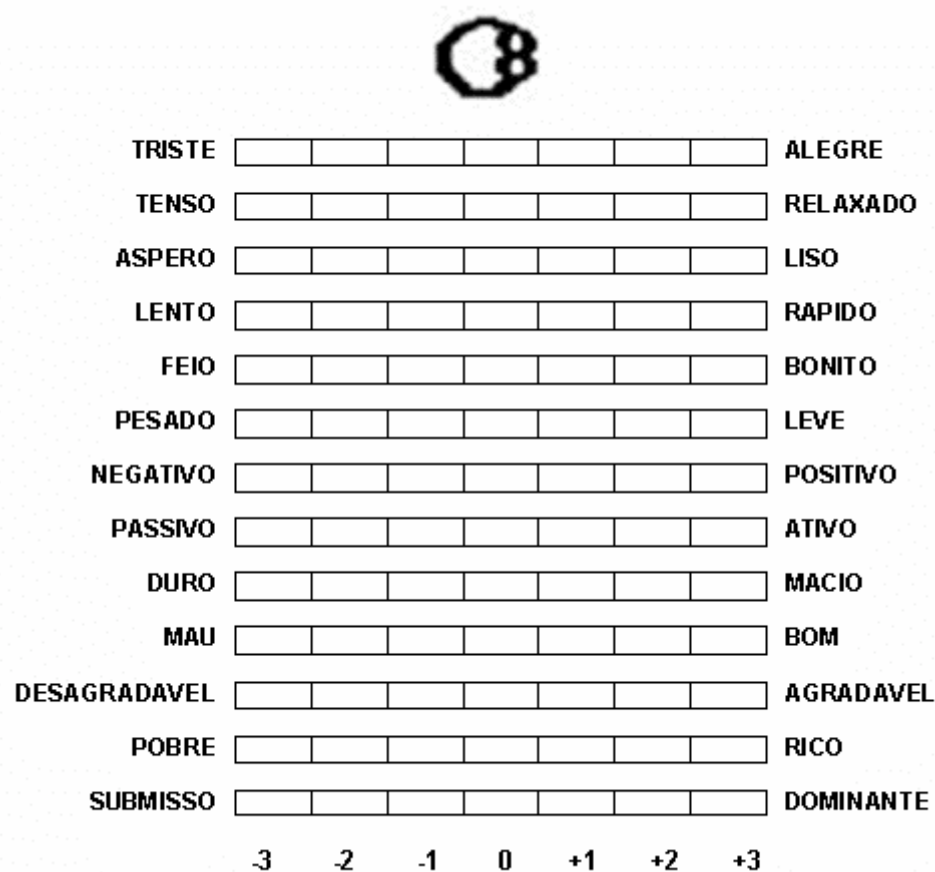 TRISTE ALEGRE
TENSO RELAXADO
ASPERO LISO
LENTO RAPIDO
FEIO BONITO
PESADO LEVE
NEGATIVO POSITIVO
PASSIVO ATIVO
DURO MACIO
MAU BOM
DESAGRADAVEL AGRADAVEL
POBRE RICO
SUBMISSO DOMINANTE
-3 -2 -1 0 +1 +2 +3